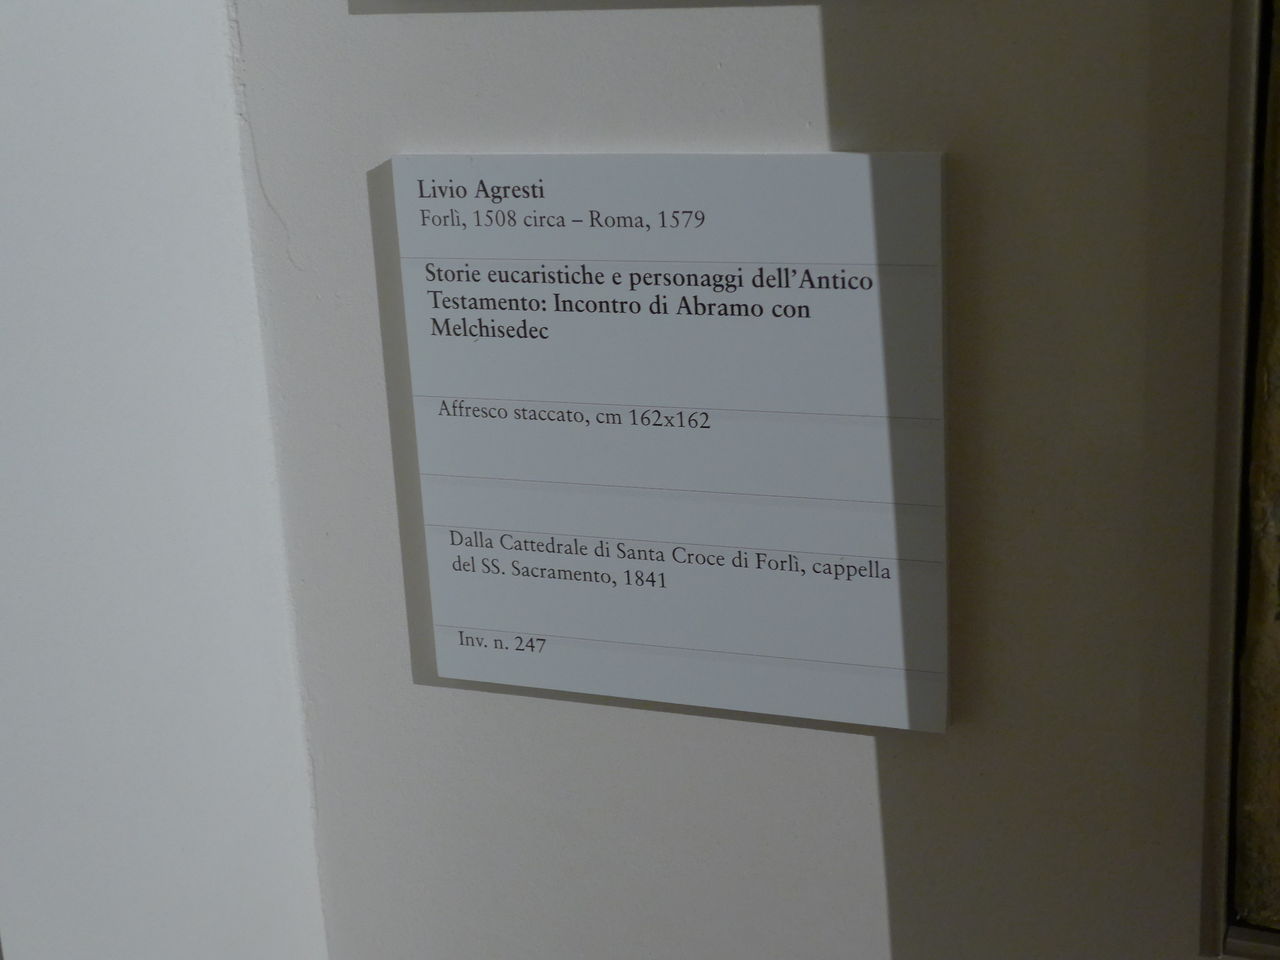 Livio Agresti
Forlì, 1508 circa – Roma, 1579
Storie eucaristiche e personaggi dell'Antico
Testamento: Incontro di Abramo con
Melchisedec
Affresco staccato, cm 162x162
Dalla Cattedrale di Santa Croce di Forlì, cappella
del SS. Sacramento, 1841
Inv. n. 247